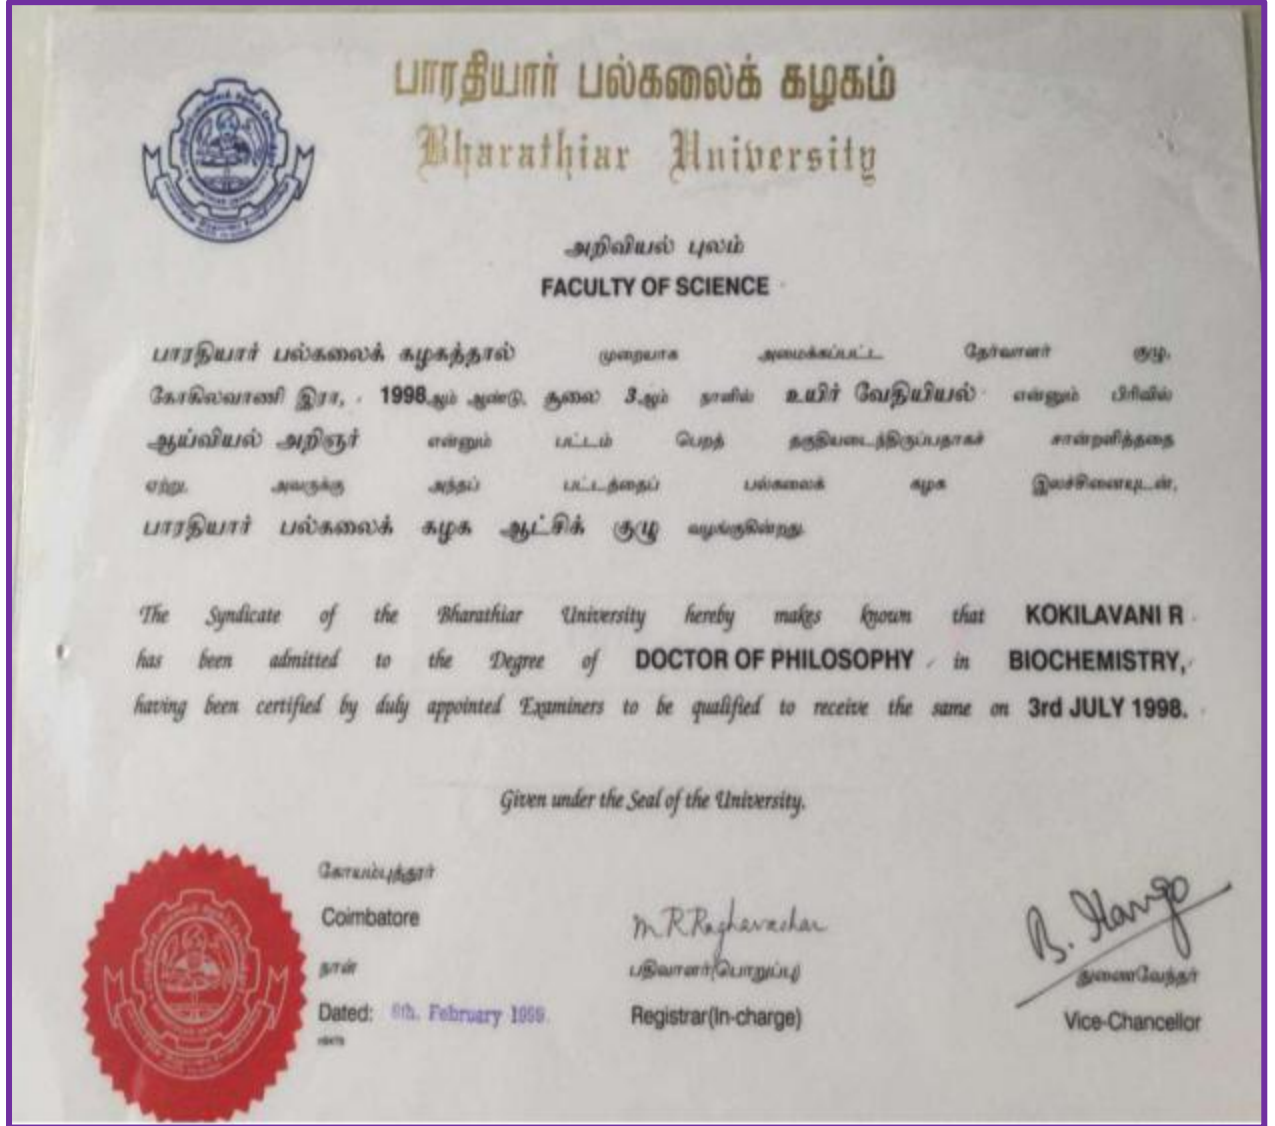 பாரதியார் பல்கலைக் கழகம்
Bharathiar University
அறிவியல் புலம்
FACULTY OF SCIENCE
பாரதியார் பல்கலைக் கழகத்தால் முறையாக அமைக்கப்பட்ட தேர்வாளர் குழு,
கோகிலவாணி இரா, 1998ஆம் ஆண்டு, சூலை 3ஆம் நாளில் உயிர் வேதியியல் என்னும் பிரிவில்
ஆய்வியல் அறிஞர் என்னும் பட்டம் பெறத் தகுதியடைந்திருப்பதாகச் சான்றளித்ததை
ஏற்று, அவருக்கு அந்தப் பட்டத்தைப் பல்கலைக் கழக இலச்சினையுடன்,
பாரதியார் பல்கலைக் கழக ஆட்சிக் குழு வழங்குகின்றது.
The Syndicate of the Bharathiar University hereby makes known that KOKILAVANI R
has been admitted to the Degree of DOCTOR OF PHILOSOPHY in BIOCHEMISTRY,
having been certified by duly appointed Examiners to be qualified to receive the same on 3rd JULY 1998.
Given under the Seal of the University.
கோயம்புத்தூர்
Coimbatore
M.R.Raghavachar
B. Ilango
நாள்
பதிவாளர்(பொறுப்பு)
துணைவேந்தர்
Dated: 6th. February 1999.
Registrar(In-charge)
Vice-Chancellor